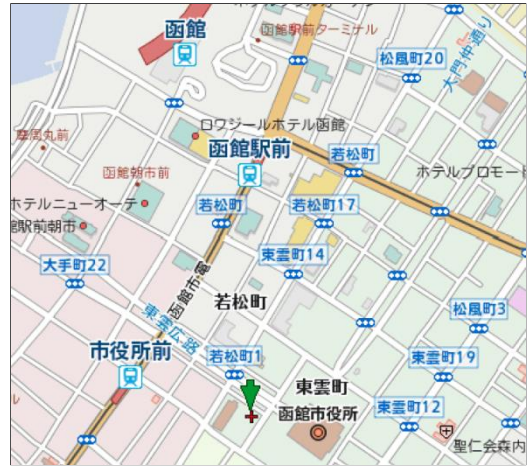 函館
函館駅前ターミナル
松風町20
大門仲通り
ロワジールホテル函館
摩周丸前
函館駅前
若松町
函館朝市前
ホテルプロモート
ホテルニューオーテ
館駅前朝市
若松町
若松町17
東雲町14
大手町22
函館市電
若松町
東雲広路
松風町3
市役所前
若松町1
東雲町19
東雲町
函館市役所
東雲町12
聖仁会森内
ル